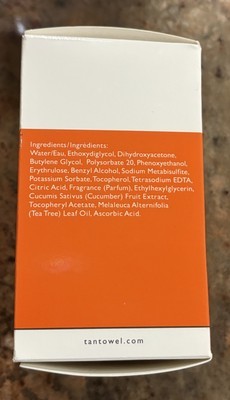 Ingredients/Ingredients:
Water/Eau, Ethoxydiglycol, Dihydroxyacetone,
Butylene Glycol, Polysorbate 20, Phenoxyethanol,
Erythrulose, Benzyl Alcohol, Sodium Metabisulfite,
Potassium Sorbate, Tocopherol, Tetrasodium EDTA,
Citric Acid, Fragrance (Parfum), Ethylhexylglycerin,
Cucumis Sativus (Cucumber) Fruit Extract,
Tocopheryl Acetate, Melaleuca Alternifolia
(Tea Tree) Leaf Oil, Ascorbic Acid.
tantowel.com